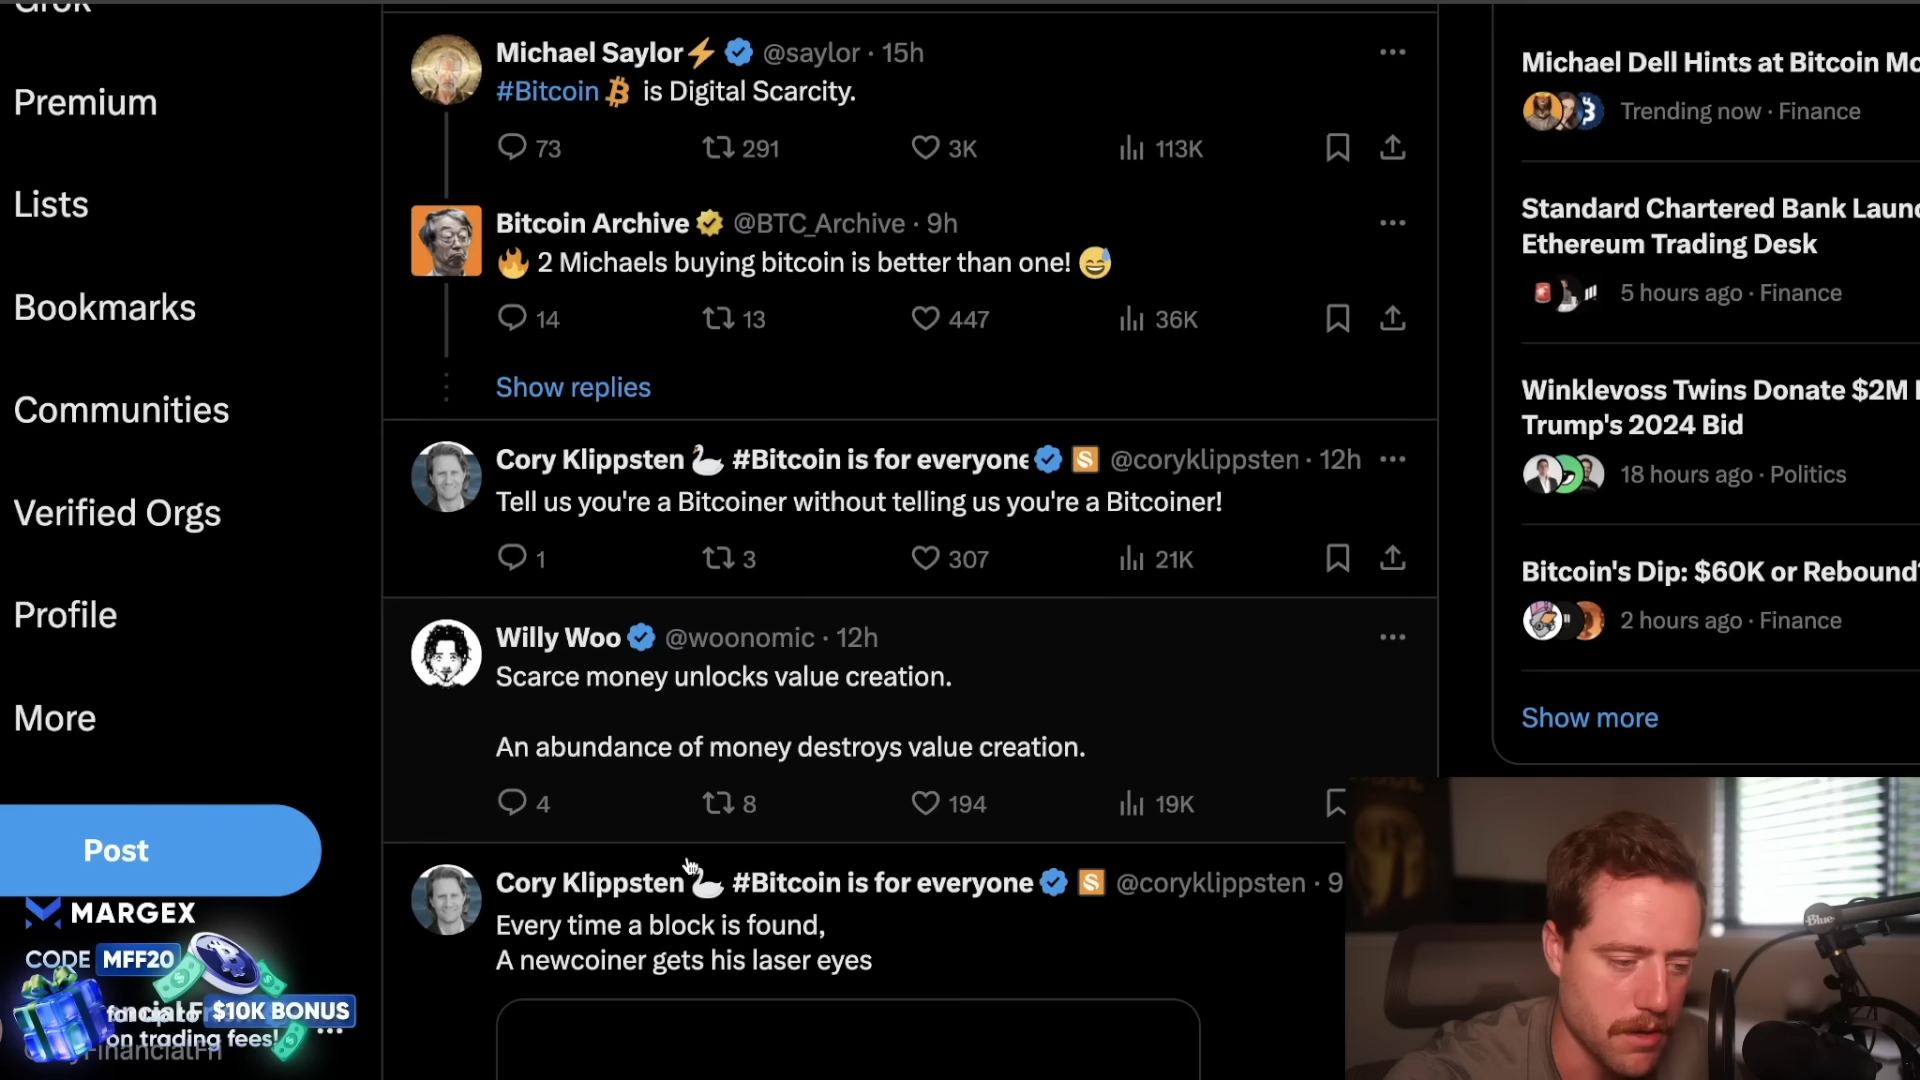 Grok
Premium
Lists
Bookmarks
Communities
Verified Orgs
Profile
More
Post
MARGEX
CODE MFF20
for up to $10K BONUS
on trading fees!
Michael Saylor⚡ @saylor · 15h
#Bitcoin is Digital Scarcity.
73 291 3K 113K
Bitcoin Archive @BTC_Archive · 9h
🔥 2 Michaels buying bitcoin is better than one! 😅
14 13 447 36K
Show replies
Cory Klippsten 🦢 #Bitcoin is for everyone S @coryklippsten · 12h
Tell us you're a Bitcoiner without telling us you're a Bitcoiner!
1 3 307 21K
Willy Woo @woonomic · 12h
Scarce money unlocks value creation.
An abundance of money destroys value creation.
4 8 194 19K
Cory Klippsten 🦢 #Bitcoin is for everyone S @coryklippsten · 9
Every time a block is found,
A newcoiner gets his laser eyes
Michael Dell Hints at Bitcoin Mo
Trending now · Finance
Standard Chartered Bank Laun
Ethereum Trading Desk
5 hours ago · Finance
Winklevoss Twins Donate $2M
Trump's 2024 Bid
18 hours ago · Politics
Bitcoin's Dip: $60K or Rebound
2 hours ago · Finance
Show more
Blue